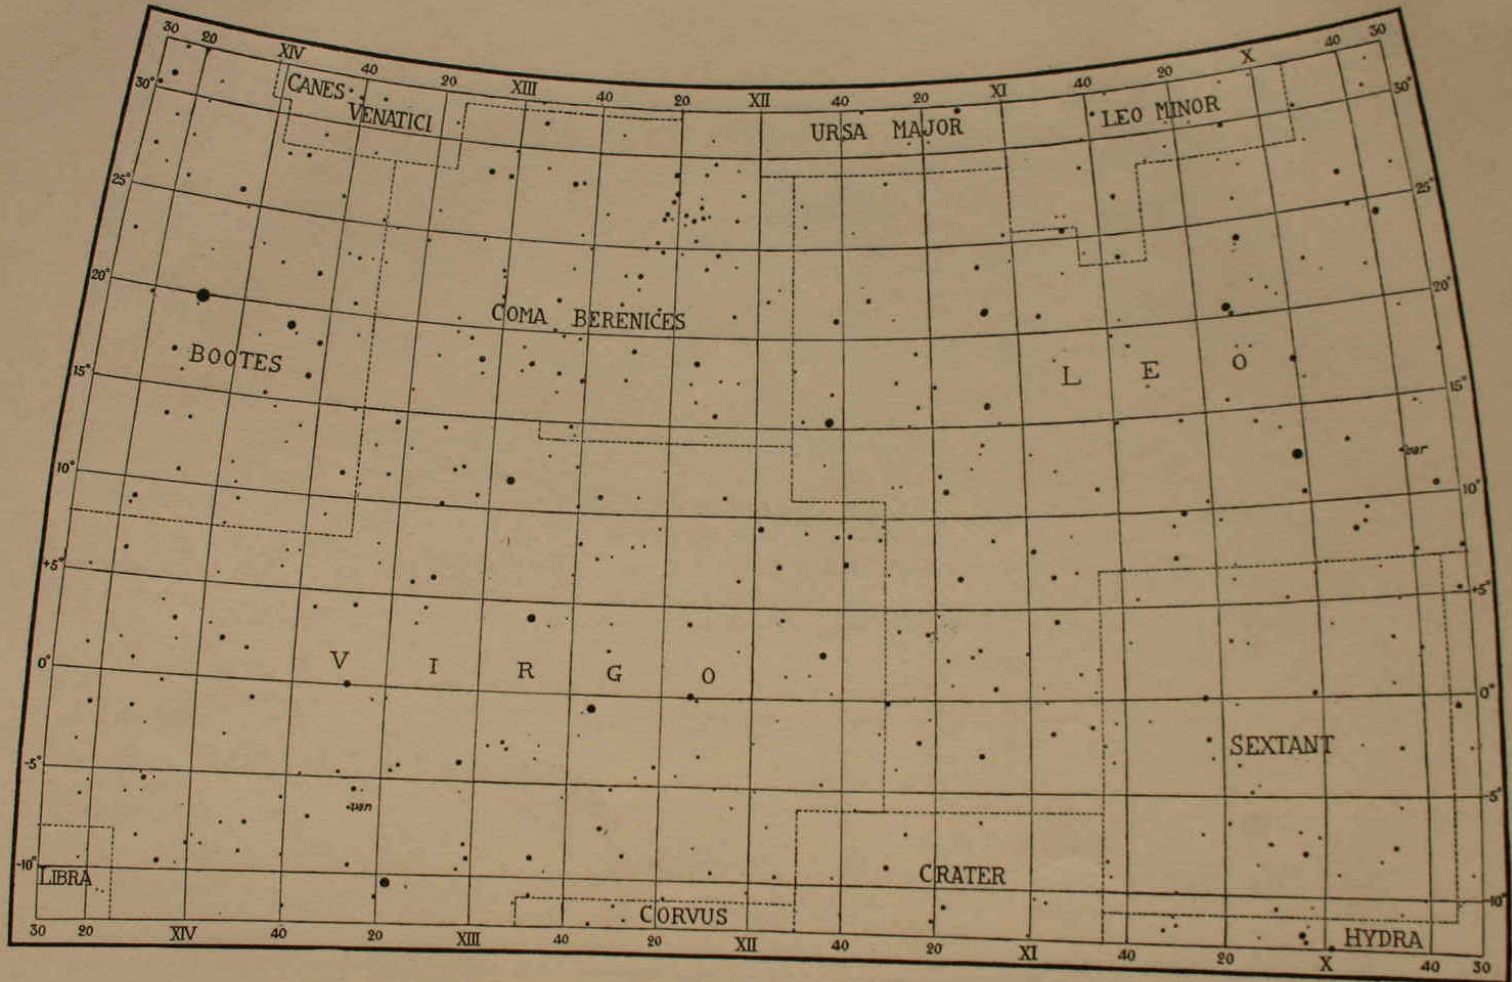 30 20 XIV 40 20 XIII 40 20 XII 40 20 XI 40 20 X 40 30
30° 30°
CANES
VENATICI
URSA MAJOR
LEO MINOR
25° 25°
20° 20°
COMA BERENICES
BOOTES
L E O
15° 15°
var
10° 10°
+5° +5°
V I R G O
0° 0°
SEXTANT
-5° 5°
var
-10° 10°
LIBRA
CRATER
CORVUS
HYDRA
30 20 XIV 40 20 XIII 40 20 XII 40 20 XI 40 20 X 40 30